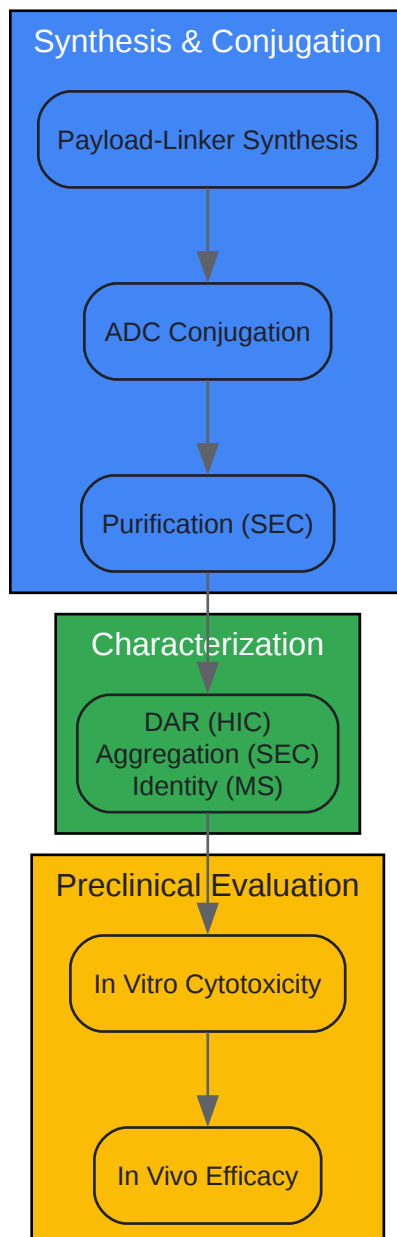 Synthesis & Conjugation
Payload-Linker Synthesis
ADC Conjugation
Purification (SEC)
Characterization
DAR (HIC)
Aggregation (SEC)
Identity (MS)
Preclinical Evaluation
In Vitro Cytotoxicity
In Vivo Efficacy